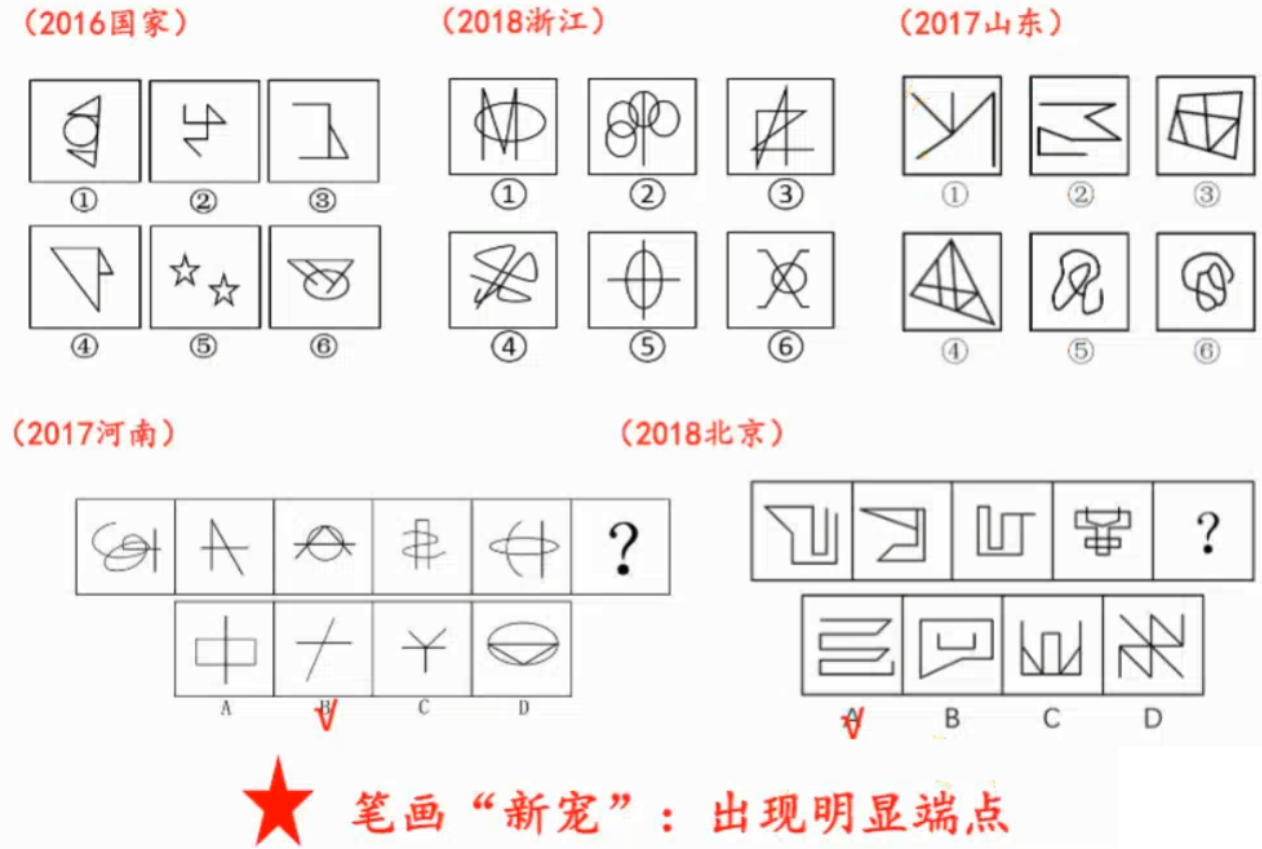 (2016国家) (2018浙江) (2017山东)
① ② ③ ① ② ③ ① ② ③
④ ⑤ ⑥ ④ ⑤ ⑥ ④ ⑤ ⑥
(2017河南) (2018北京)
? ?
A B C D A B C D
笔画“新宠”:出现明显端点